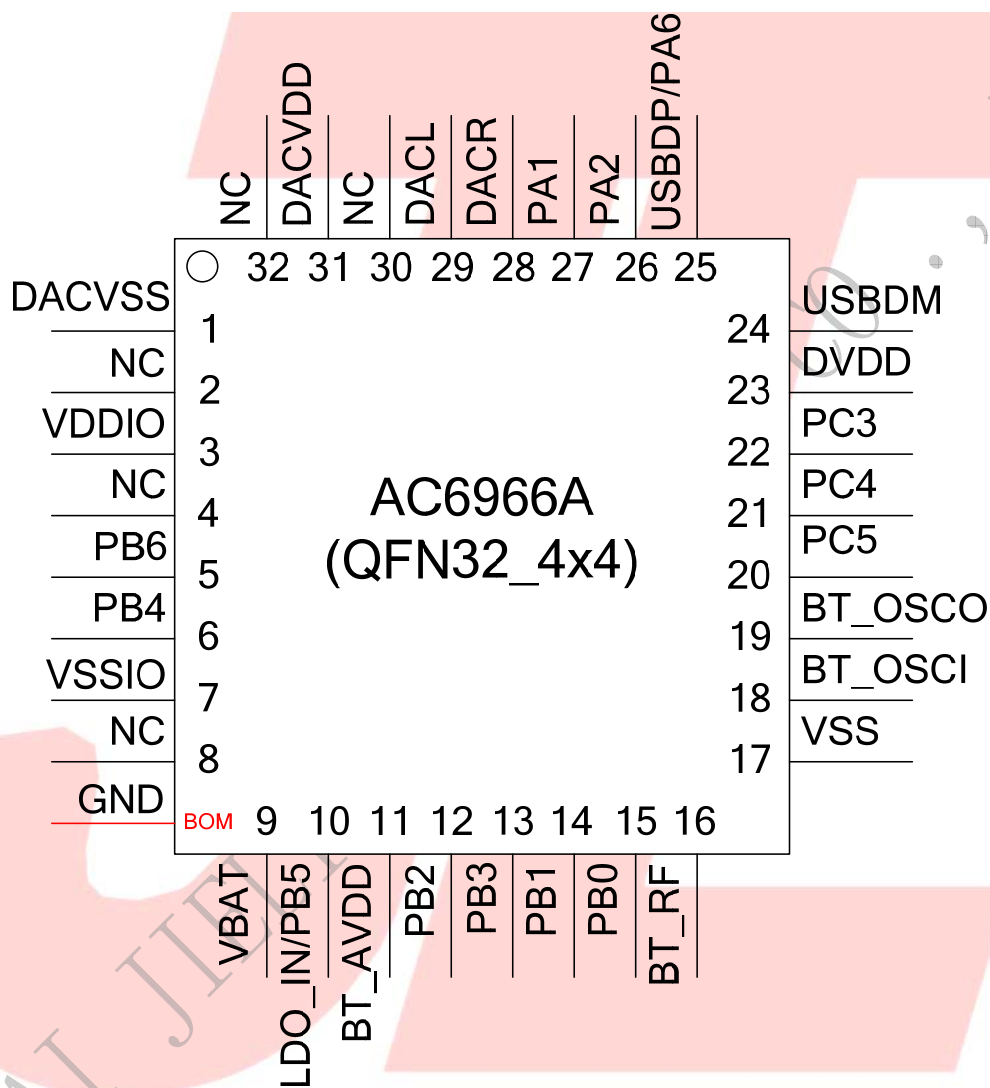 NC
DACVDD
NC
DACL
DACR
PA1
PA2
USBDP/PA6
32 31 30 29 28 27 26 25
DACVSS
1
NC
2
VDDIO
3
NC
4
PB6
5
PB4
6
VSSIO
7
NC
8
GND
BOM
AC6966A
(QFN32_4x4)
USBDM
24
DVDD
23
PC3
22
PC4
21
PC5
20
BT_OSCO
19
BT_OSCI
18
VSS
17
9 10 11 12 13 14 15 16
VBAT
LDO_IN/PB5
BT_AVDD
PB2
PB3
PB1
PB0
BT_RF